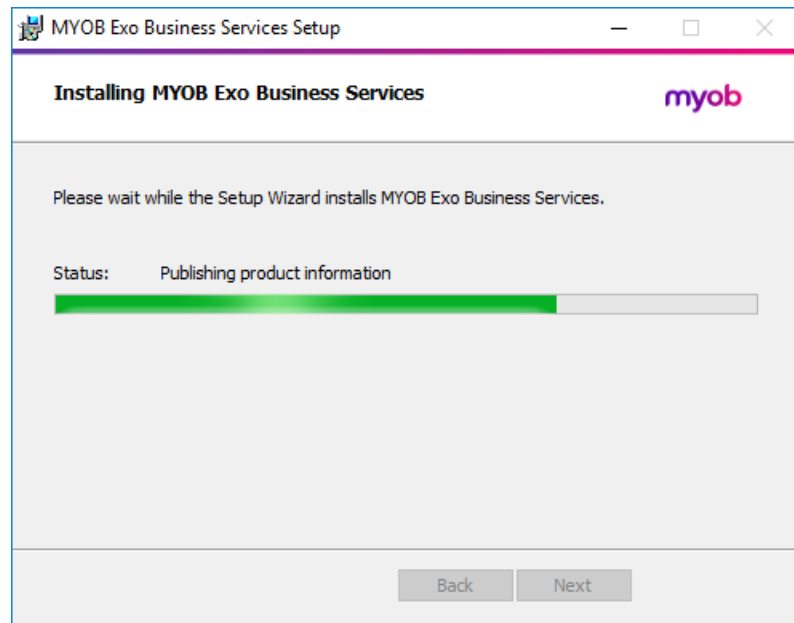 MYOB Exo Business Services Setup
Installing MYOB Exo Business Services
myob
Please wait while the Setup Wizard installs MYOB Exo Business Services.
Status: Publishing product information
Back Next